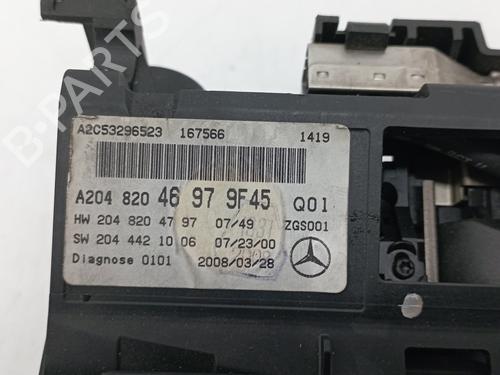 B-PARTS
A2C53296523 167566 1419
A204 820 46 97 9F45 Q01
HW 204 820 47 97 07/49 ZGS001
SW 204 442 10 06 07/23/00
Diagnose 0101 2008/03/28